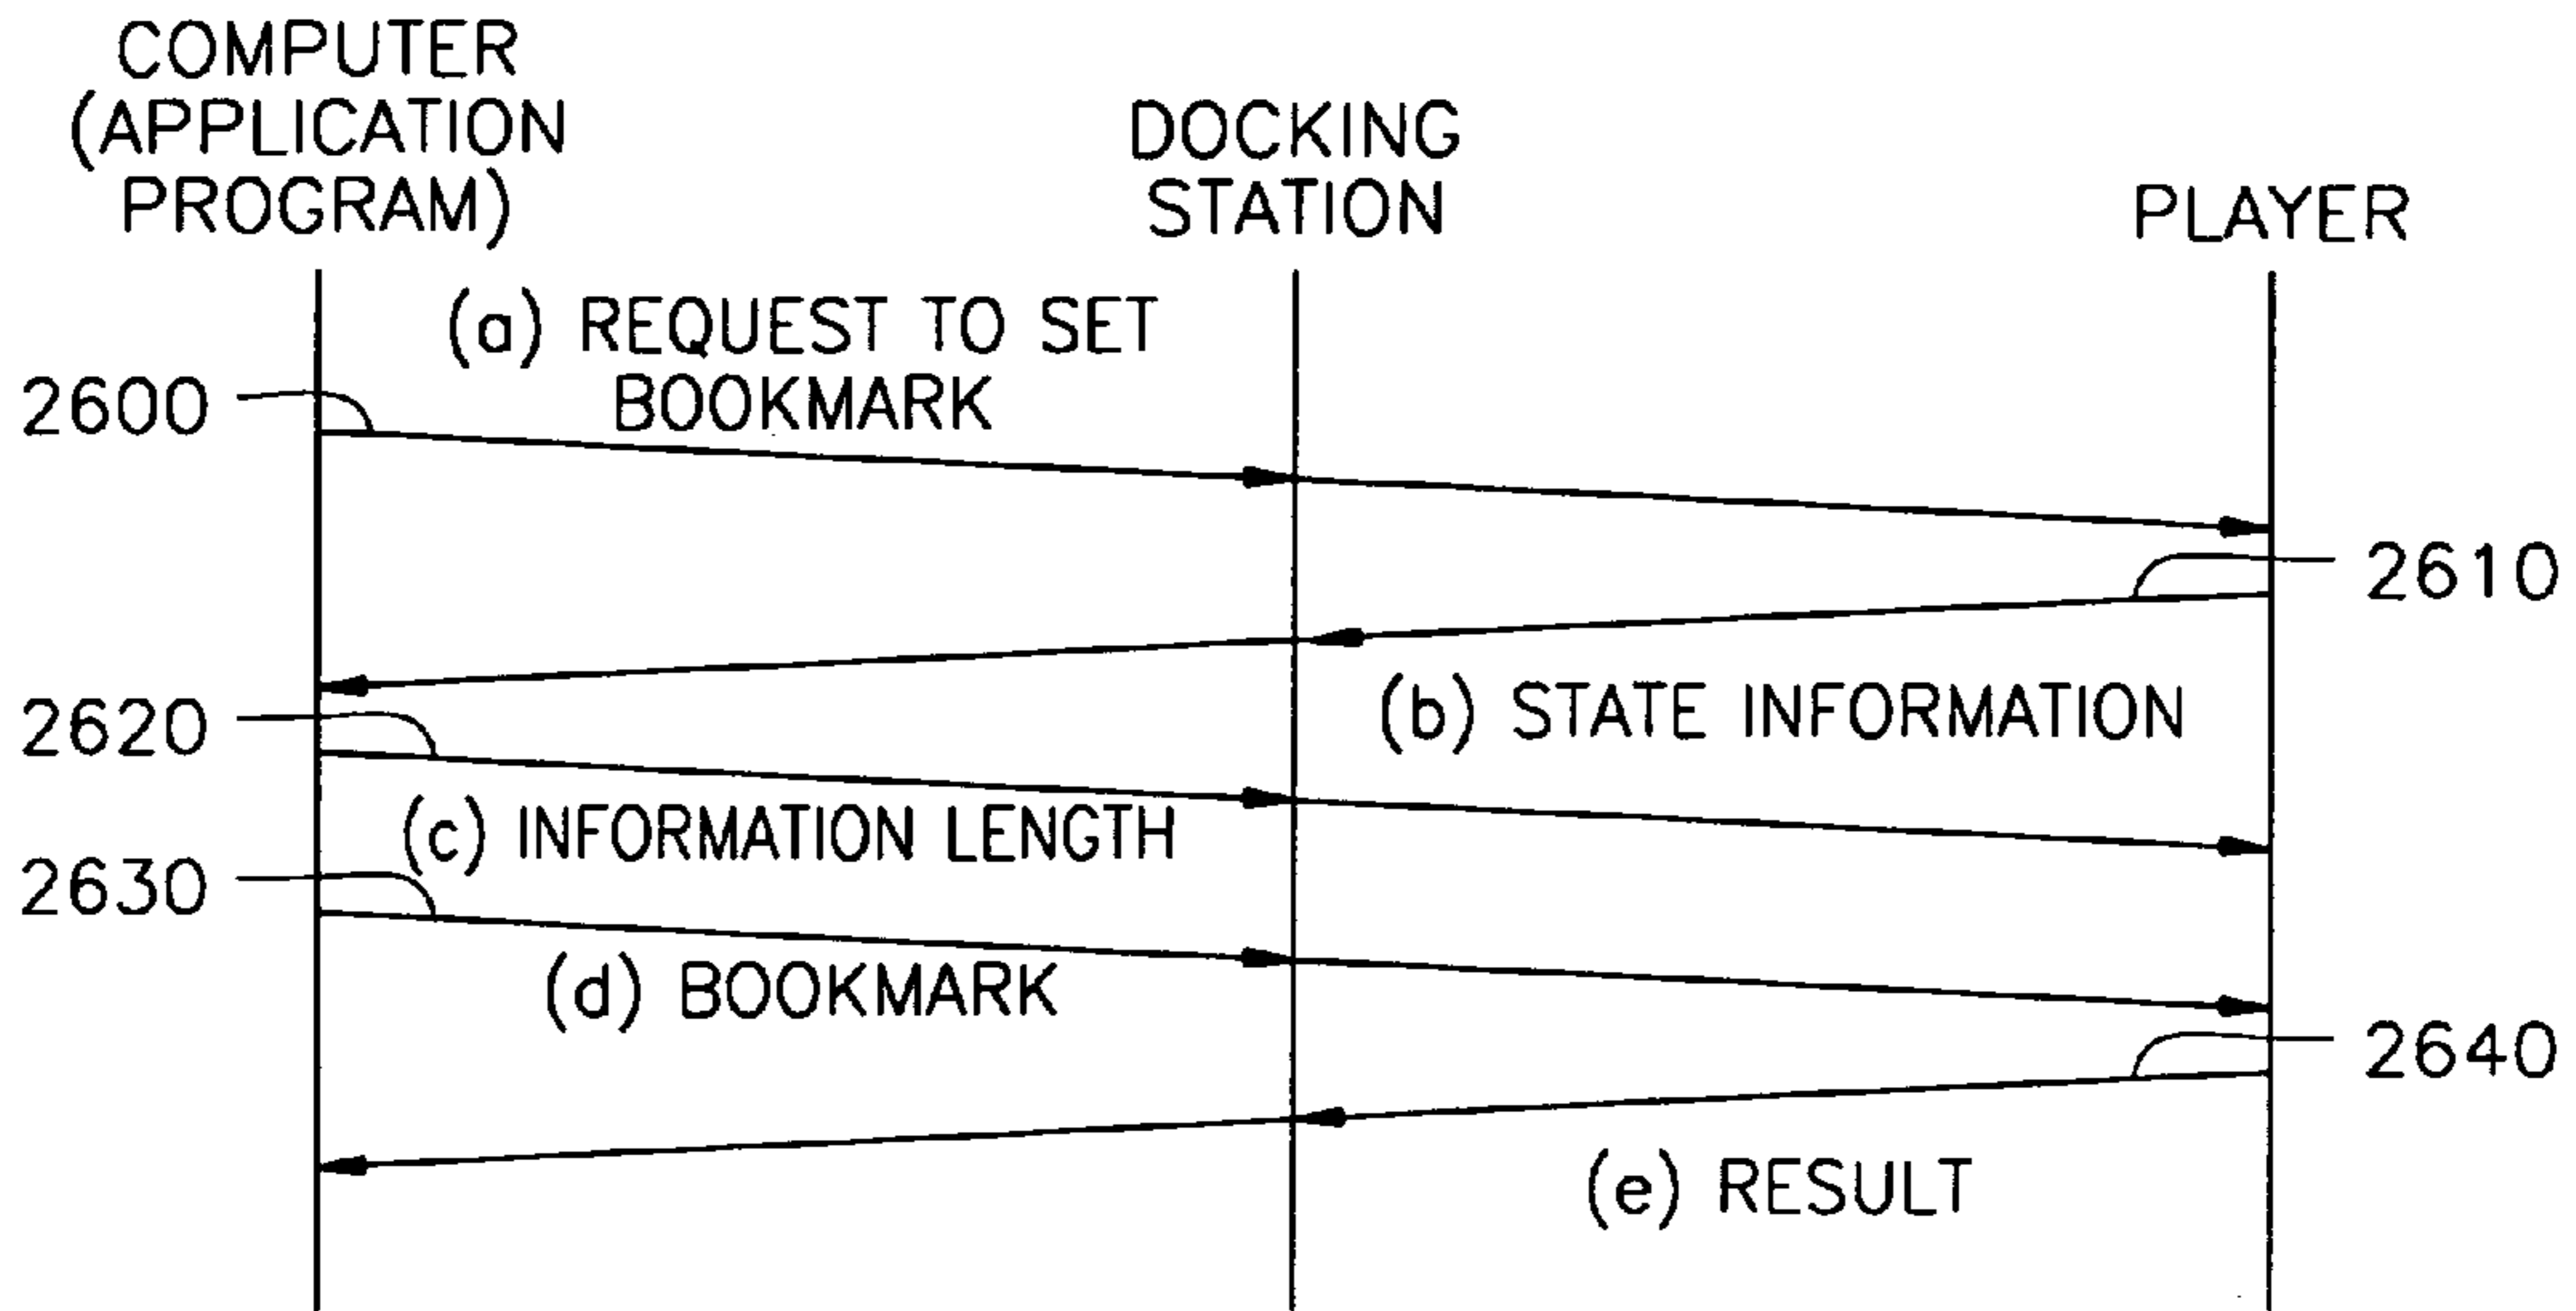 COMPUTER
(APPLICATION
PROGRAM)
DOCKING
STATION
PLAYER
(a) REQUEST TO SET
BOOKMARK
2600
2610
(b) STATE INFORMATION
2620
(c) INFORMATION LENGTH
2630
(d) BOOKMARK
2640
(e) RESULT